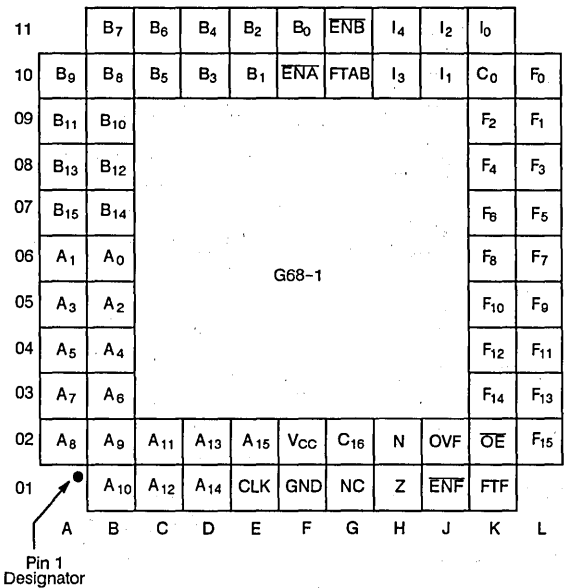 11 B7 B6 B4 B2 B0 E̅N̅B̅ I4 I2 I0
10 B9 B8 B5 B3 B1 E̅N̅A̅ FTAB I3 I1 C0 F0
09 B11 B10 F2 F1
08 B13 B12 F4 F3
07 B15 B14 F6 F5
06 A1 A0 F8 F7
G68-1
05 A3 A2 F10 F9
04 A5 A4 F12 F11
03 A7 A6 F14 F13
02 A8 A9 A11 A13 A15 VCC C16 N OVF O̅E̅ F15
01 A10 A12 A14 CLK GND NC Z E̅N̅F̅ FTF
A B C D E F G H J K L
Pin 1
Designator